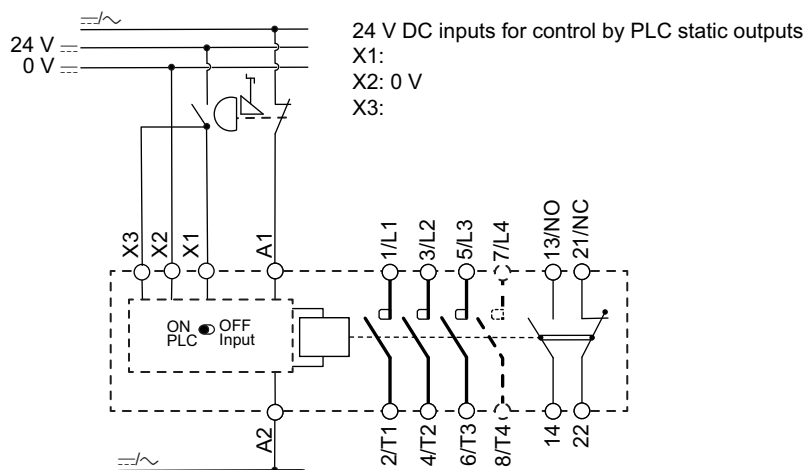 24 V DC inputs for control by PLC static outputs
24 V
X1:
0 V
X2: 0 V
X3:
X3
X2
X1
A1
1/L1
3/L2
5/L3
7/L4
13/NO
21/NC
ON OFF
PLC Input
A2
2/T1
4/T2
6/T3
8/T4
14
22